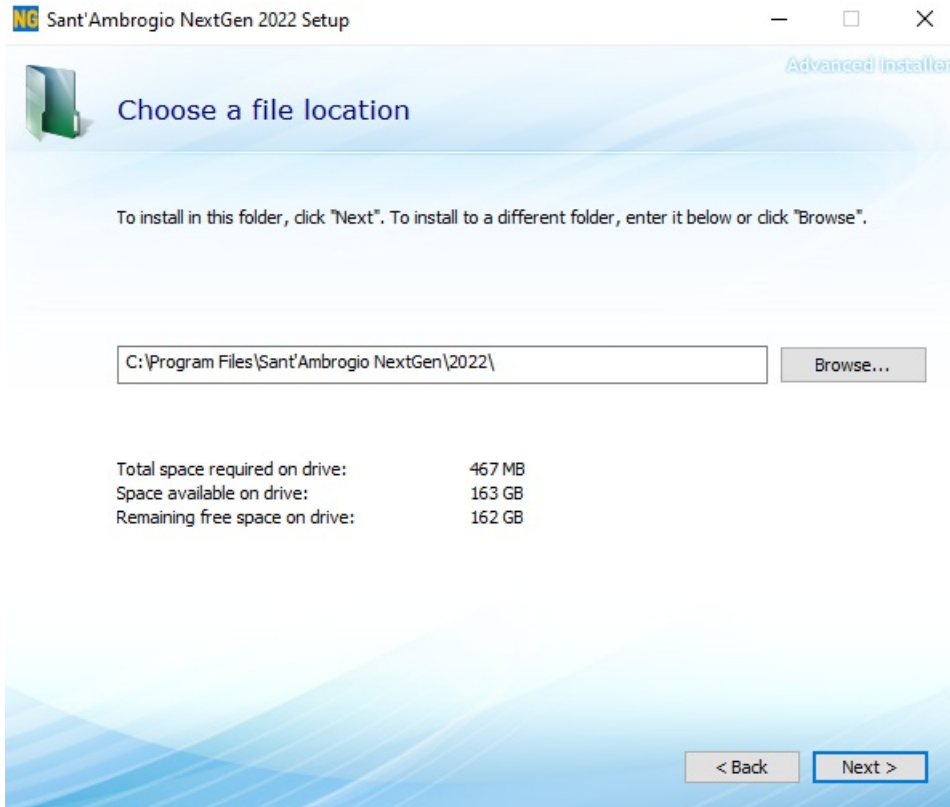 NG Sant'Ambrogio NextGen 2022 Setup
Advanced Installer
Choose a file location
To install in this folder, click "Next". To install to a different folder, enter it below or click "Browse".
C:\Program Files\Sant'Ambrogio NextGen\2022\
Browse...
Total space required on drive: 467 MB
Space available on drive: 163 GB
Remaining free space on drive: 162 GB
< Back
Next >